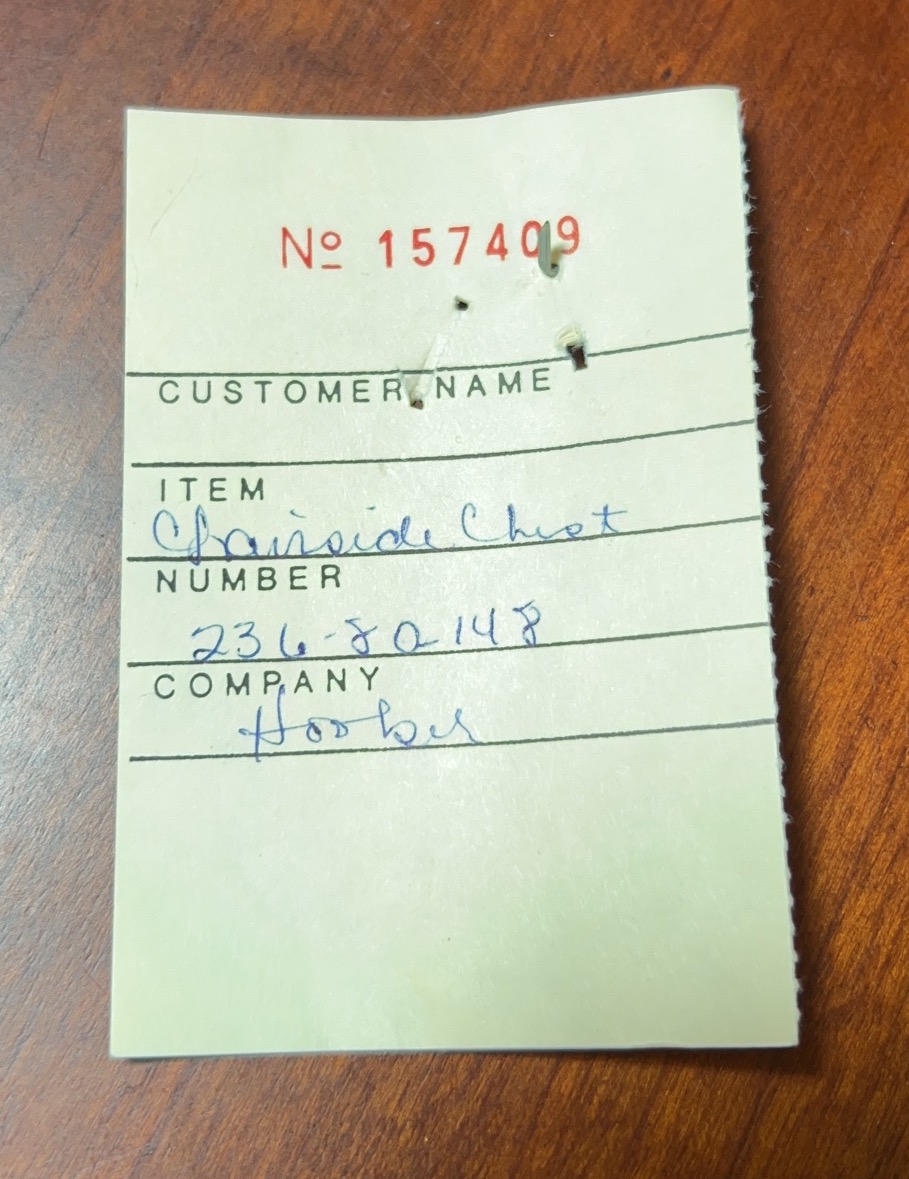 Nº 157409
CUSTOMER NAME
ITEM
Chairside Chest
NUMBER
236-80148
COMPANY
Hooker